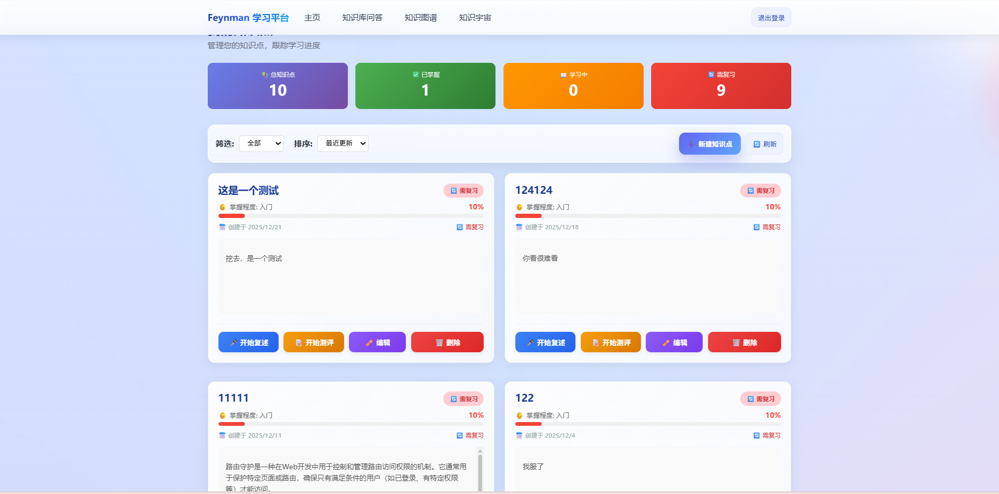 Feynman 学习平台 主页 知识库问答 知识图谱 知识宇宙 退出登录
管理您的知识点，跟踪学习进度
总知识点 已掌握 学习中 需复习
10 1 0 9
筛选: 全部 排序: 最近更新 新建知识点 刷新
这是一个测试 需复习
掌握程度: 入门 10%
创建于 2025/12/21 需复习
挖去，是一个测试
开始复述 开始测评 编辑 删除
124124 需复习
掌握程度: 入门 10%
创建于 2025/12/18 需复习
你看很难看
开始复述 开始测评 编辑 删除
11111 需复习
掌握程度: 入门 10%
创建于 2025/12/11 需复习
路由守护是一种在Web开发中用于控制和管理路由访问权限的机制。它通常用
于保护特定页面或路由，确保只有满足条件的用户（如已登录、有特定权限
等）才能访问。
122 需复习
掌握程度: 入门 10%
创建于 2025/12/4 需复习
我服了